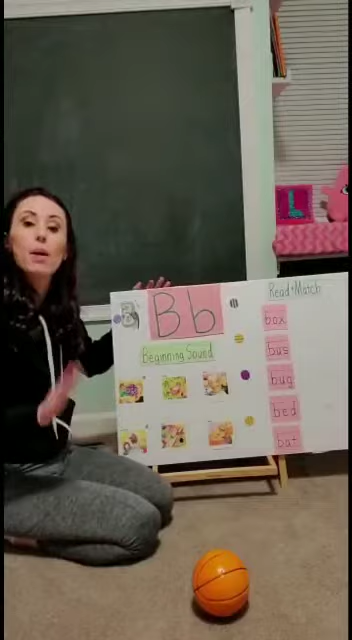 Bb
Beginning Sound
Read+Match
box
bus
bug
bed
bat
L